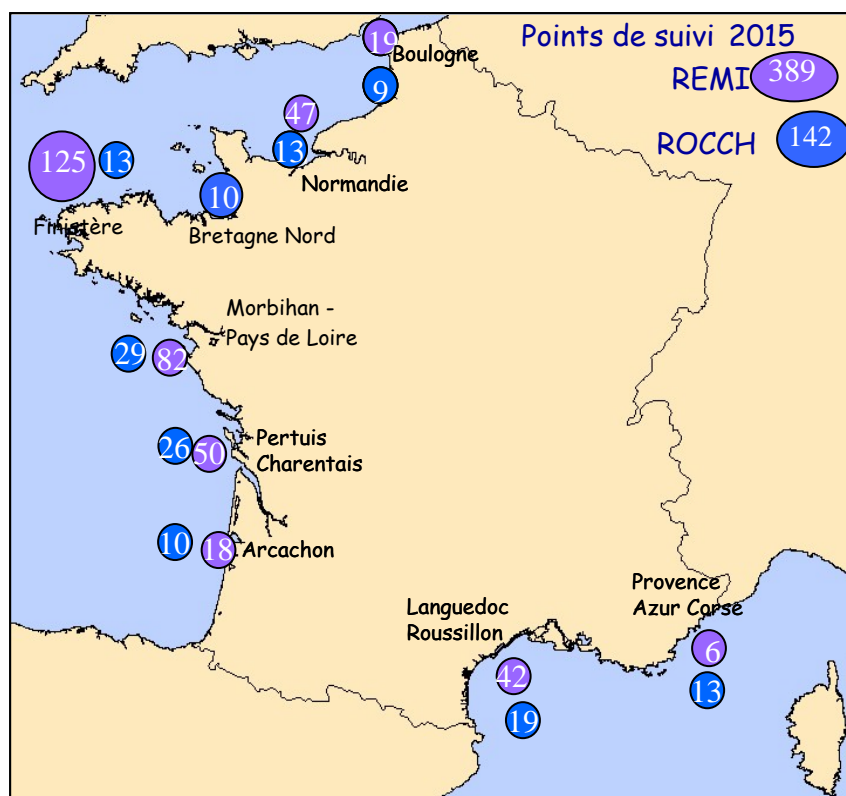 Points de suivi 2015
REMI 389
ROCCH 142
19
Boulogne
9
47
13
Normandie
125
13
Finistère
10
Bretagne Nord
Morbihan -
Pays de Loire
29
82
26
50
Pertuis
Charentais
10
18
Arcachon
Languedoc
Roussillon
42
19
Provence
Azur Corse
6
13